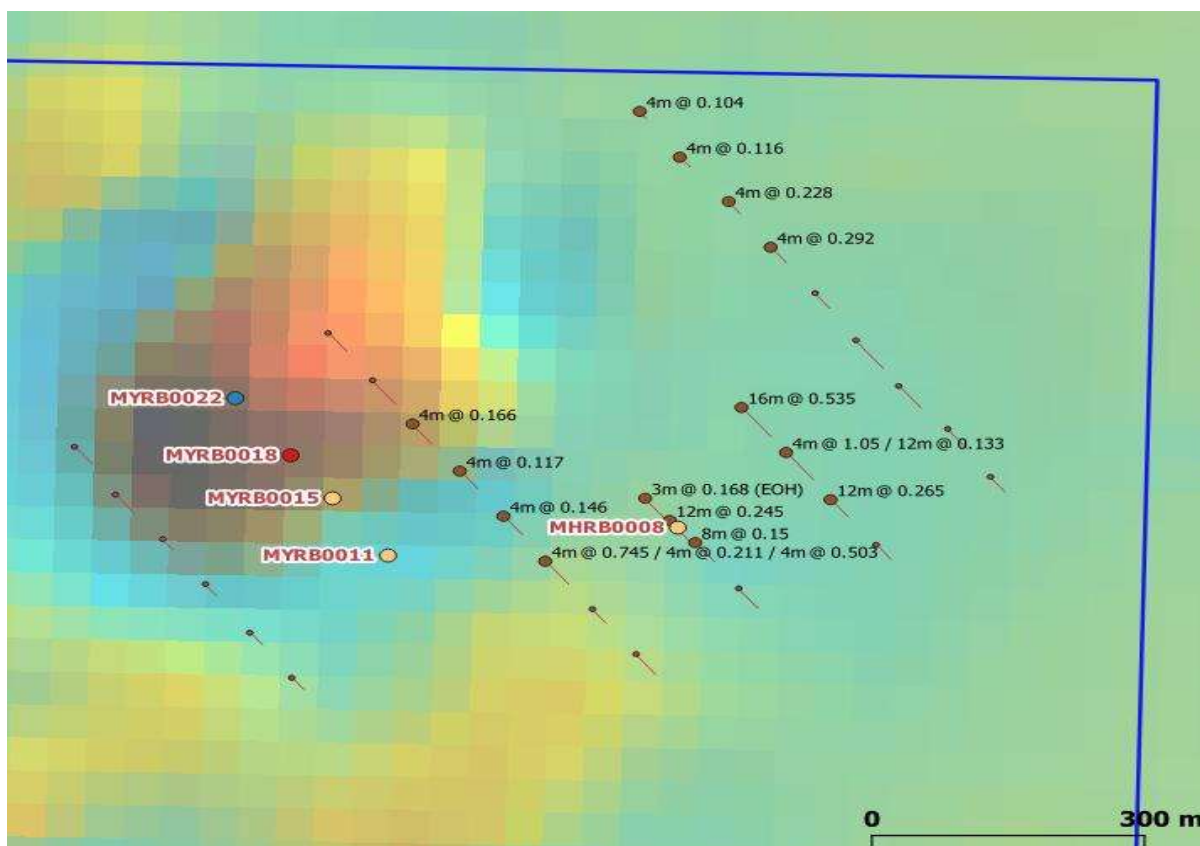 4m @ 0.104
4m @ 0.116
4m @ 0.228
4m @ 0.292
MYRB0022
16m @ 0.535
4m @ 0.166
4m @ 1.05 / 12m @ 0.133
MYRB0018
4m @ 0.117
MYRB0015
3m @ 0.168 (EOH)
12m @ 0.265
4m @ 0.146
12m @ 0.245
MHRB0008
8m @ 0.15
MYRB0011
4m @ 0.745 / 4m @ 0.211 / 4m @ 0.503
0 300 m